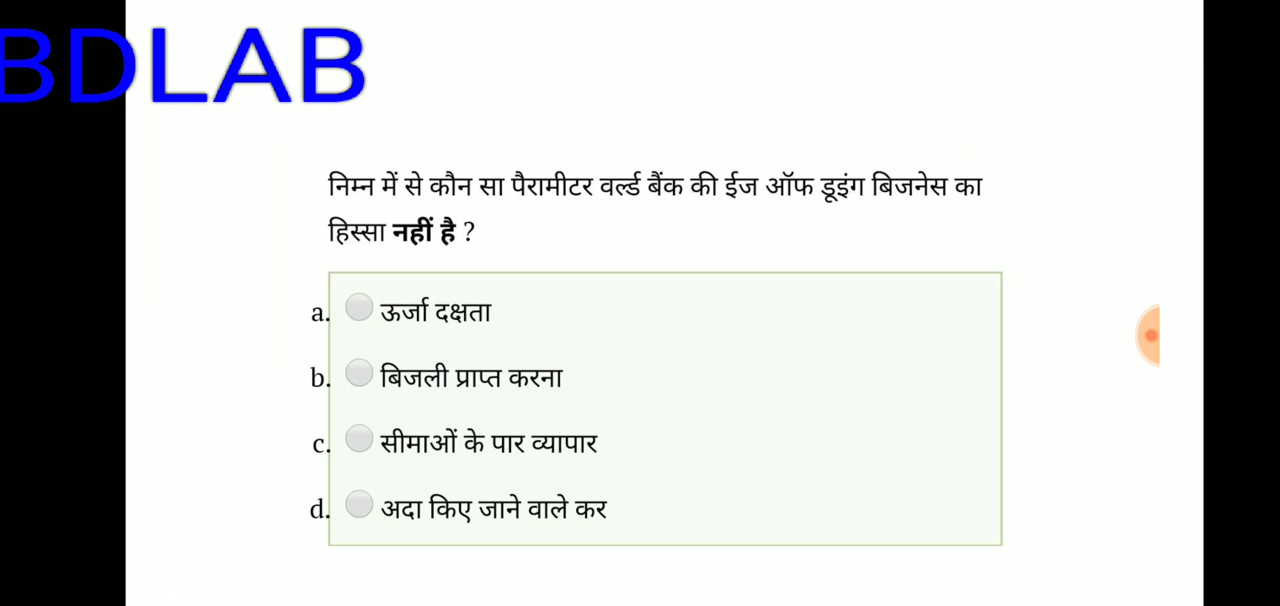 BDLAB
निम्न में से कौन सा पैरामीटर वर्ल्ड बैंक की ईज ऑफ डूइंग बिजनेस का
हिस्सा नहीं है ?
a. ऊर्जा दक्षता
b. बिजली प्राप्त करना
c. सीमाओं के पार व्यापार
d. अदा किए जाने वाले कर